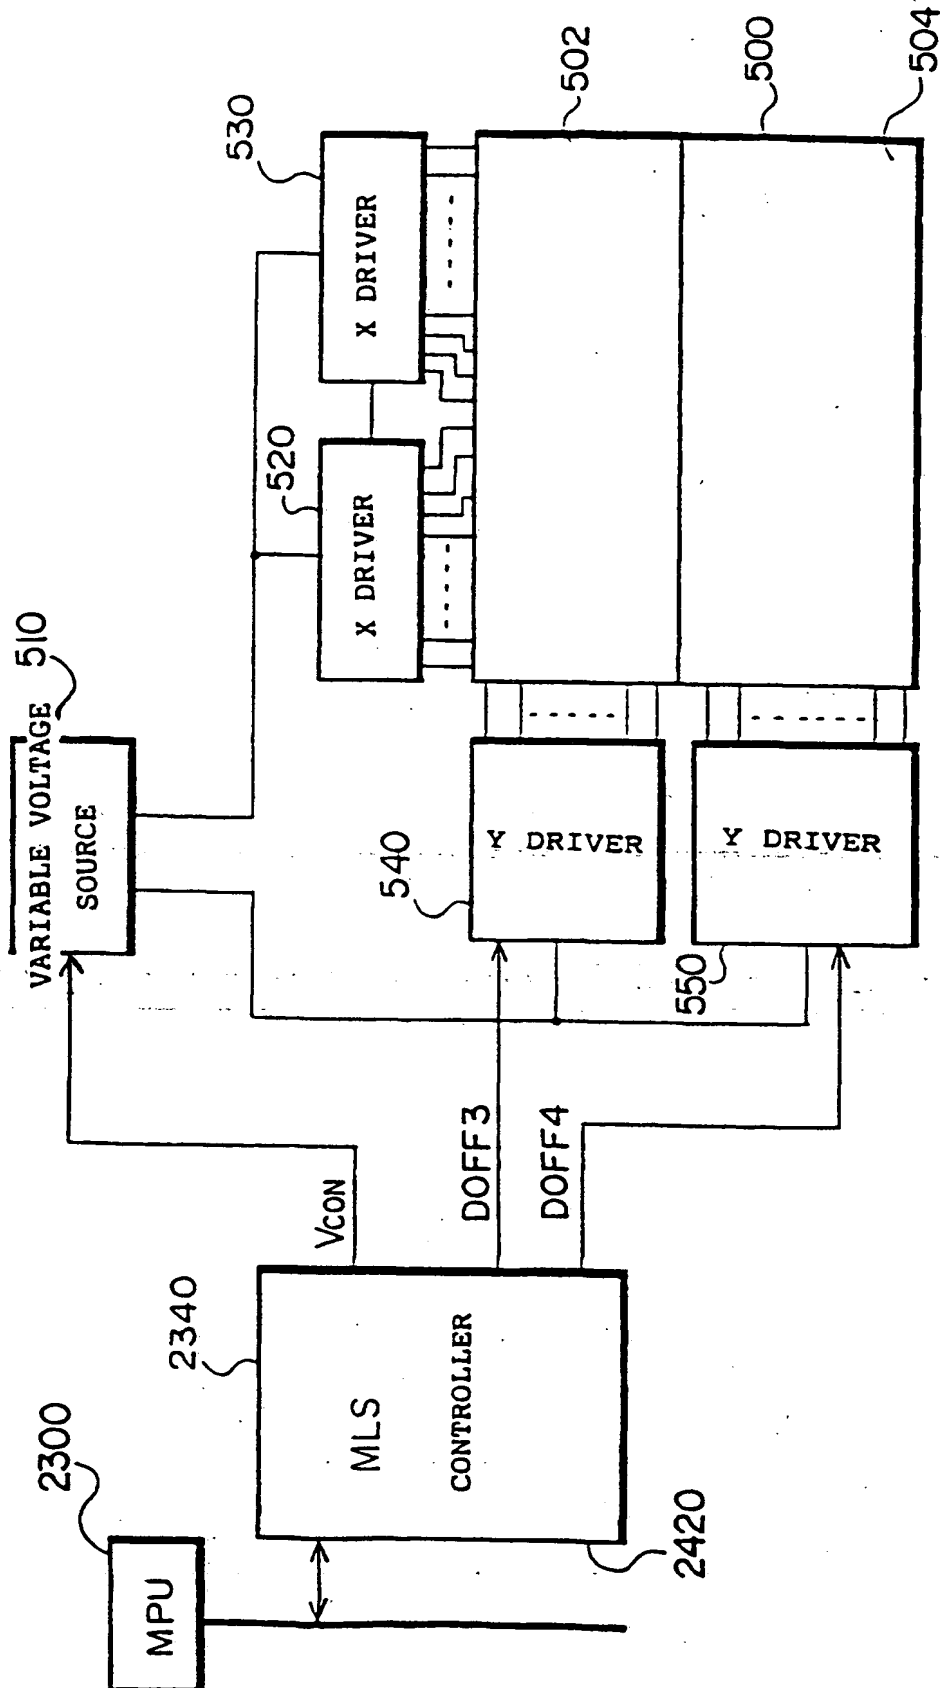 MPU
2300
MLS
CONTROLLER
2340
2420
VCON
DOFF3
DOFF4
VARIABLE VOLTAGE
SOURCE
510
X DRIVER
520
X DRIVER
530
Y DRIVER
540
Y DRIVER
550
502
500
504